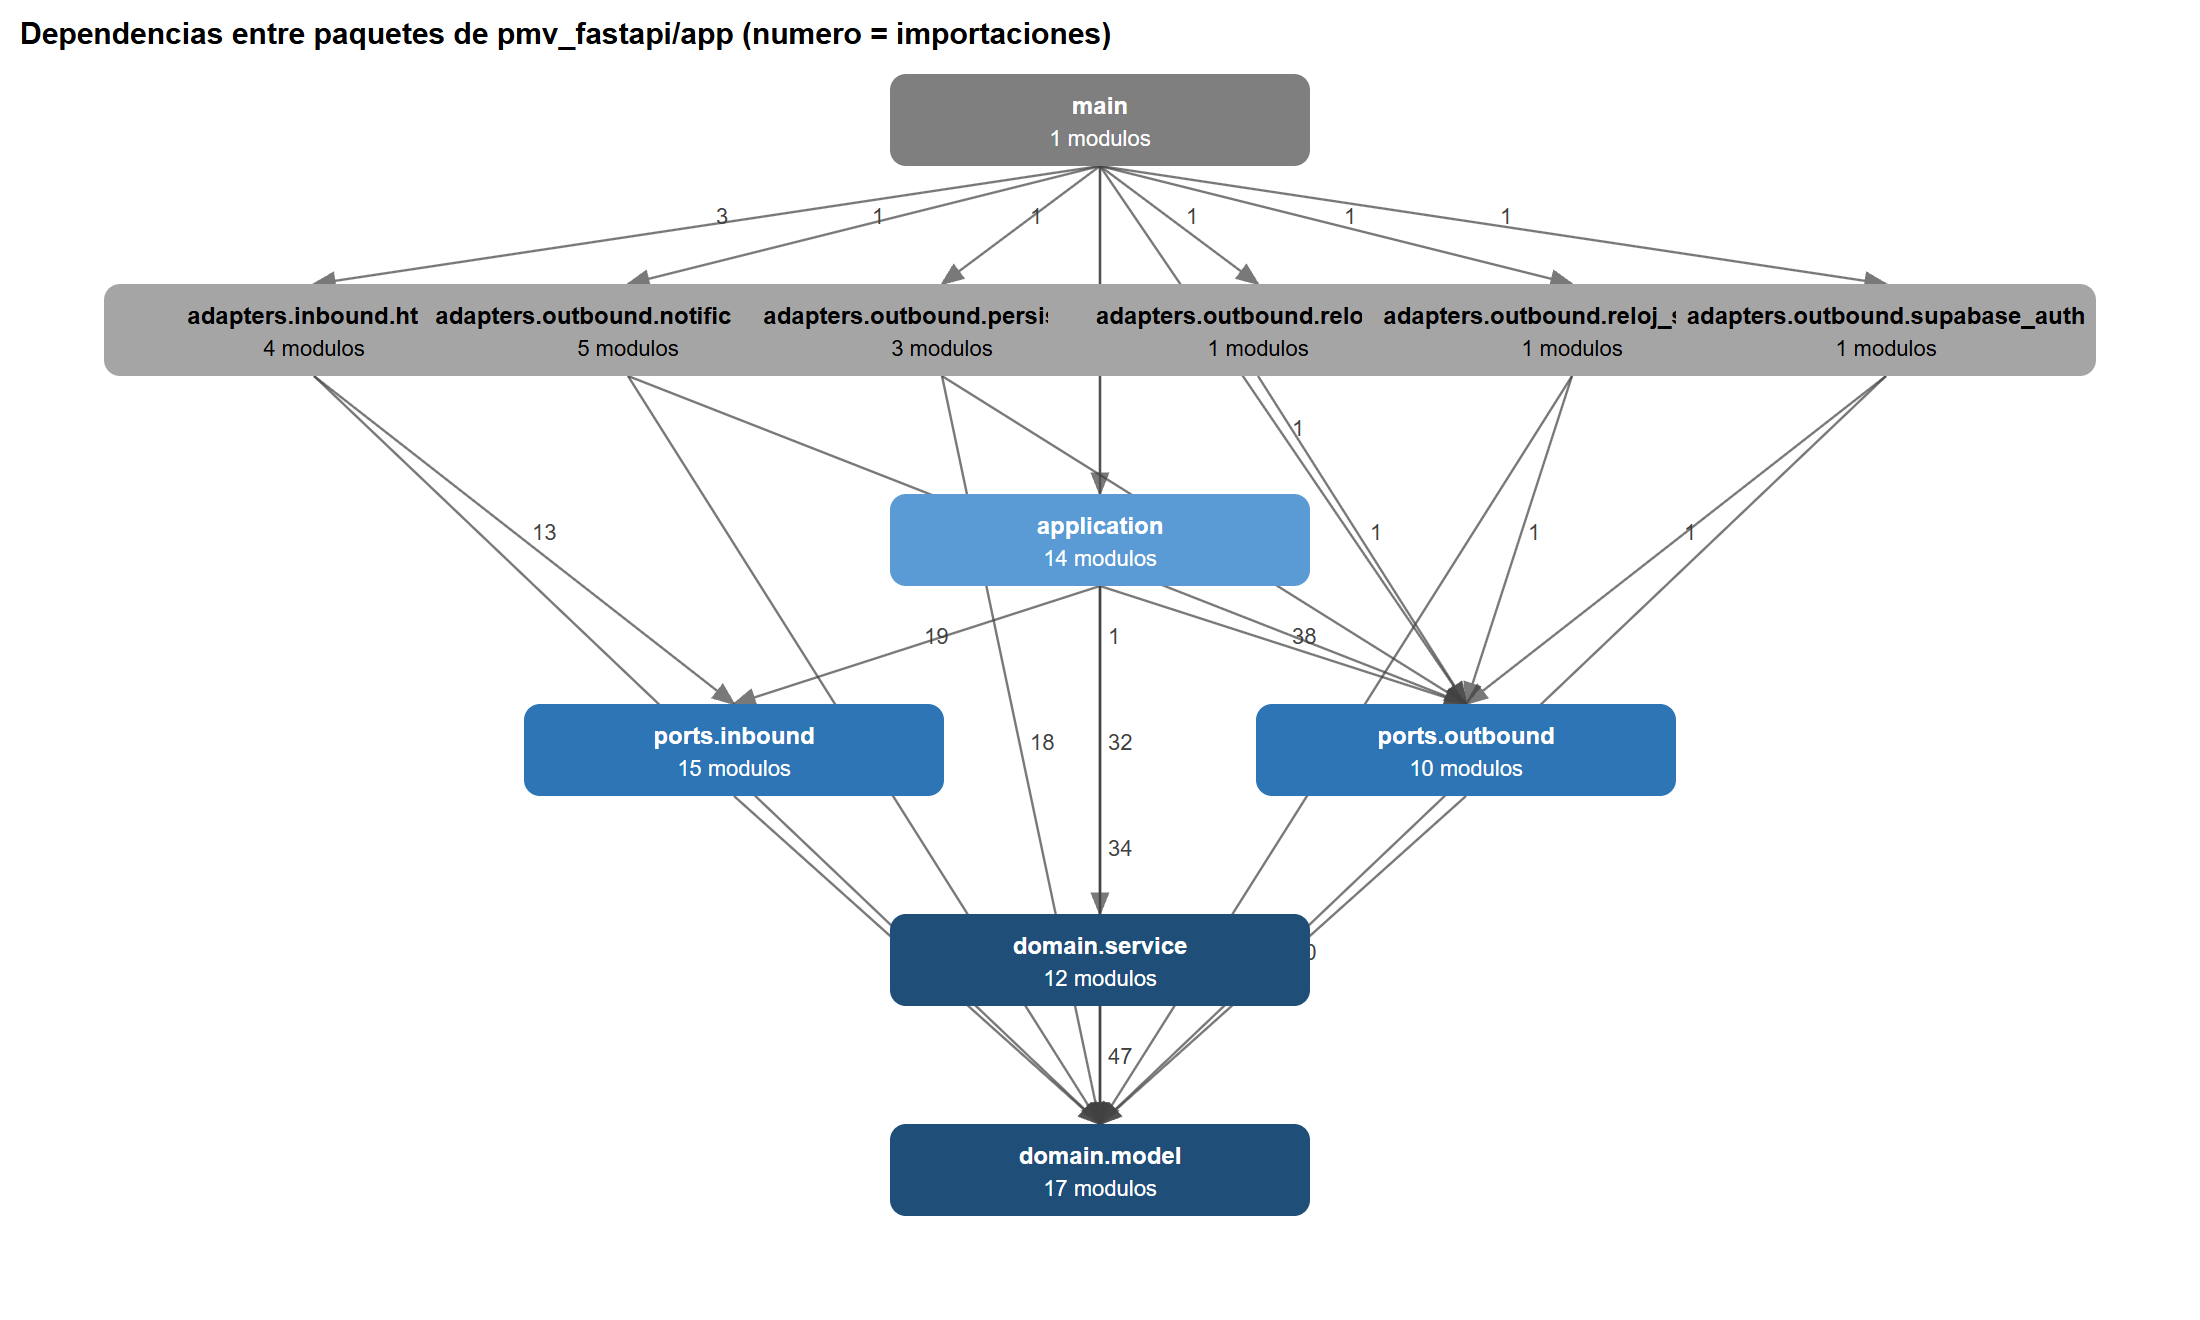 Dependencias entre paquetes de pmv_fastapi/app (numero = importaciones)
main
1 modulos
3
1
1
1
1
1
adapters.inbound.ht
4 modulos
adapters.outbound.notific
5 modulos
adapters.outbound.persis
3 modulos
adapters.outbound.relo
1 modulos
adapters.outbound.reloj_s
1 modulos
adapters.outbound.supabase_auth
1 modulos
1
13
1
1
1
application
14 modulos
19
1
38
ports.inbound
15 modulos
18
32
ports.outbound
10 modulos
34
domain.service
12 modulos
0
47
domain.model
17 modulos